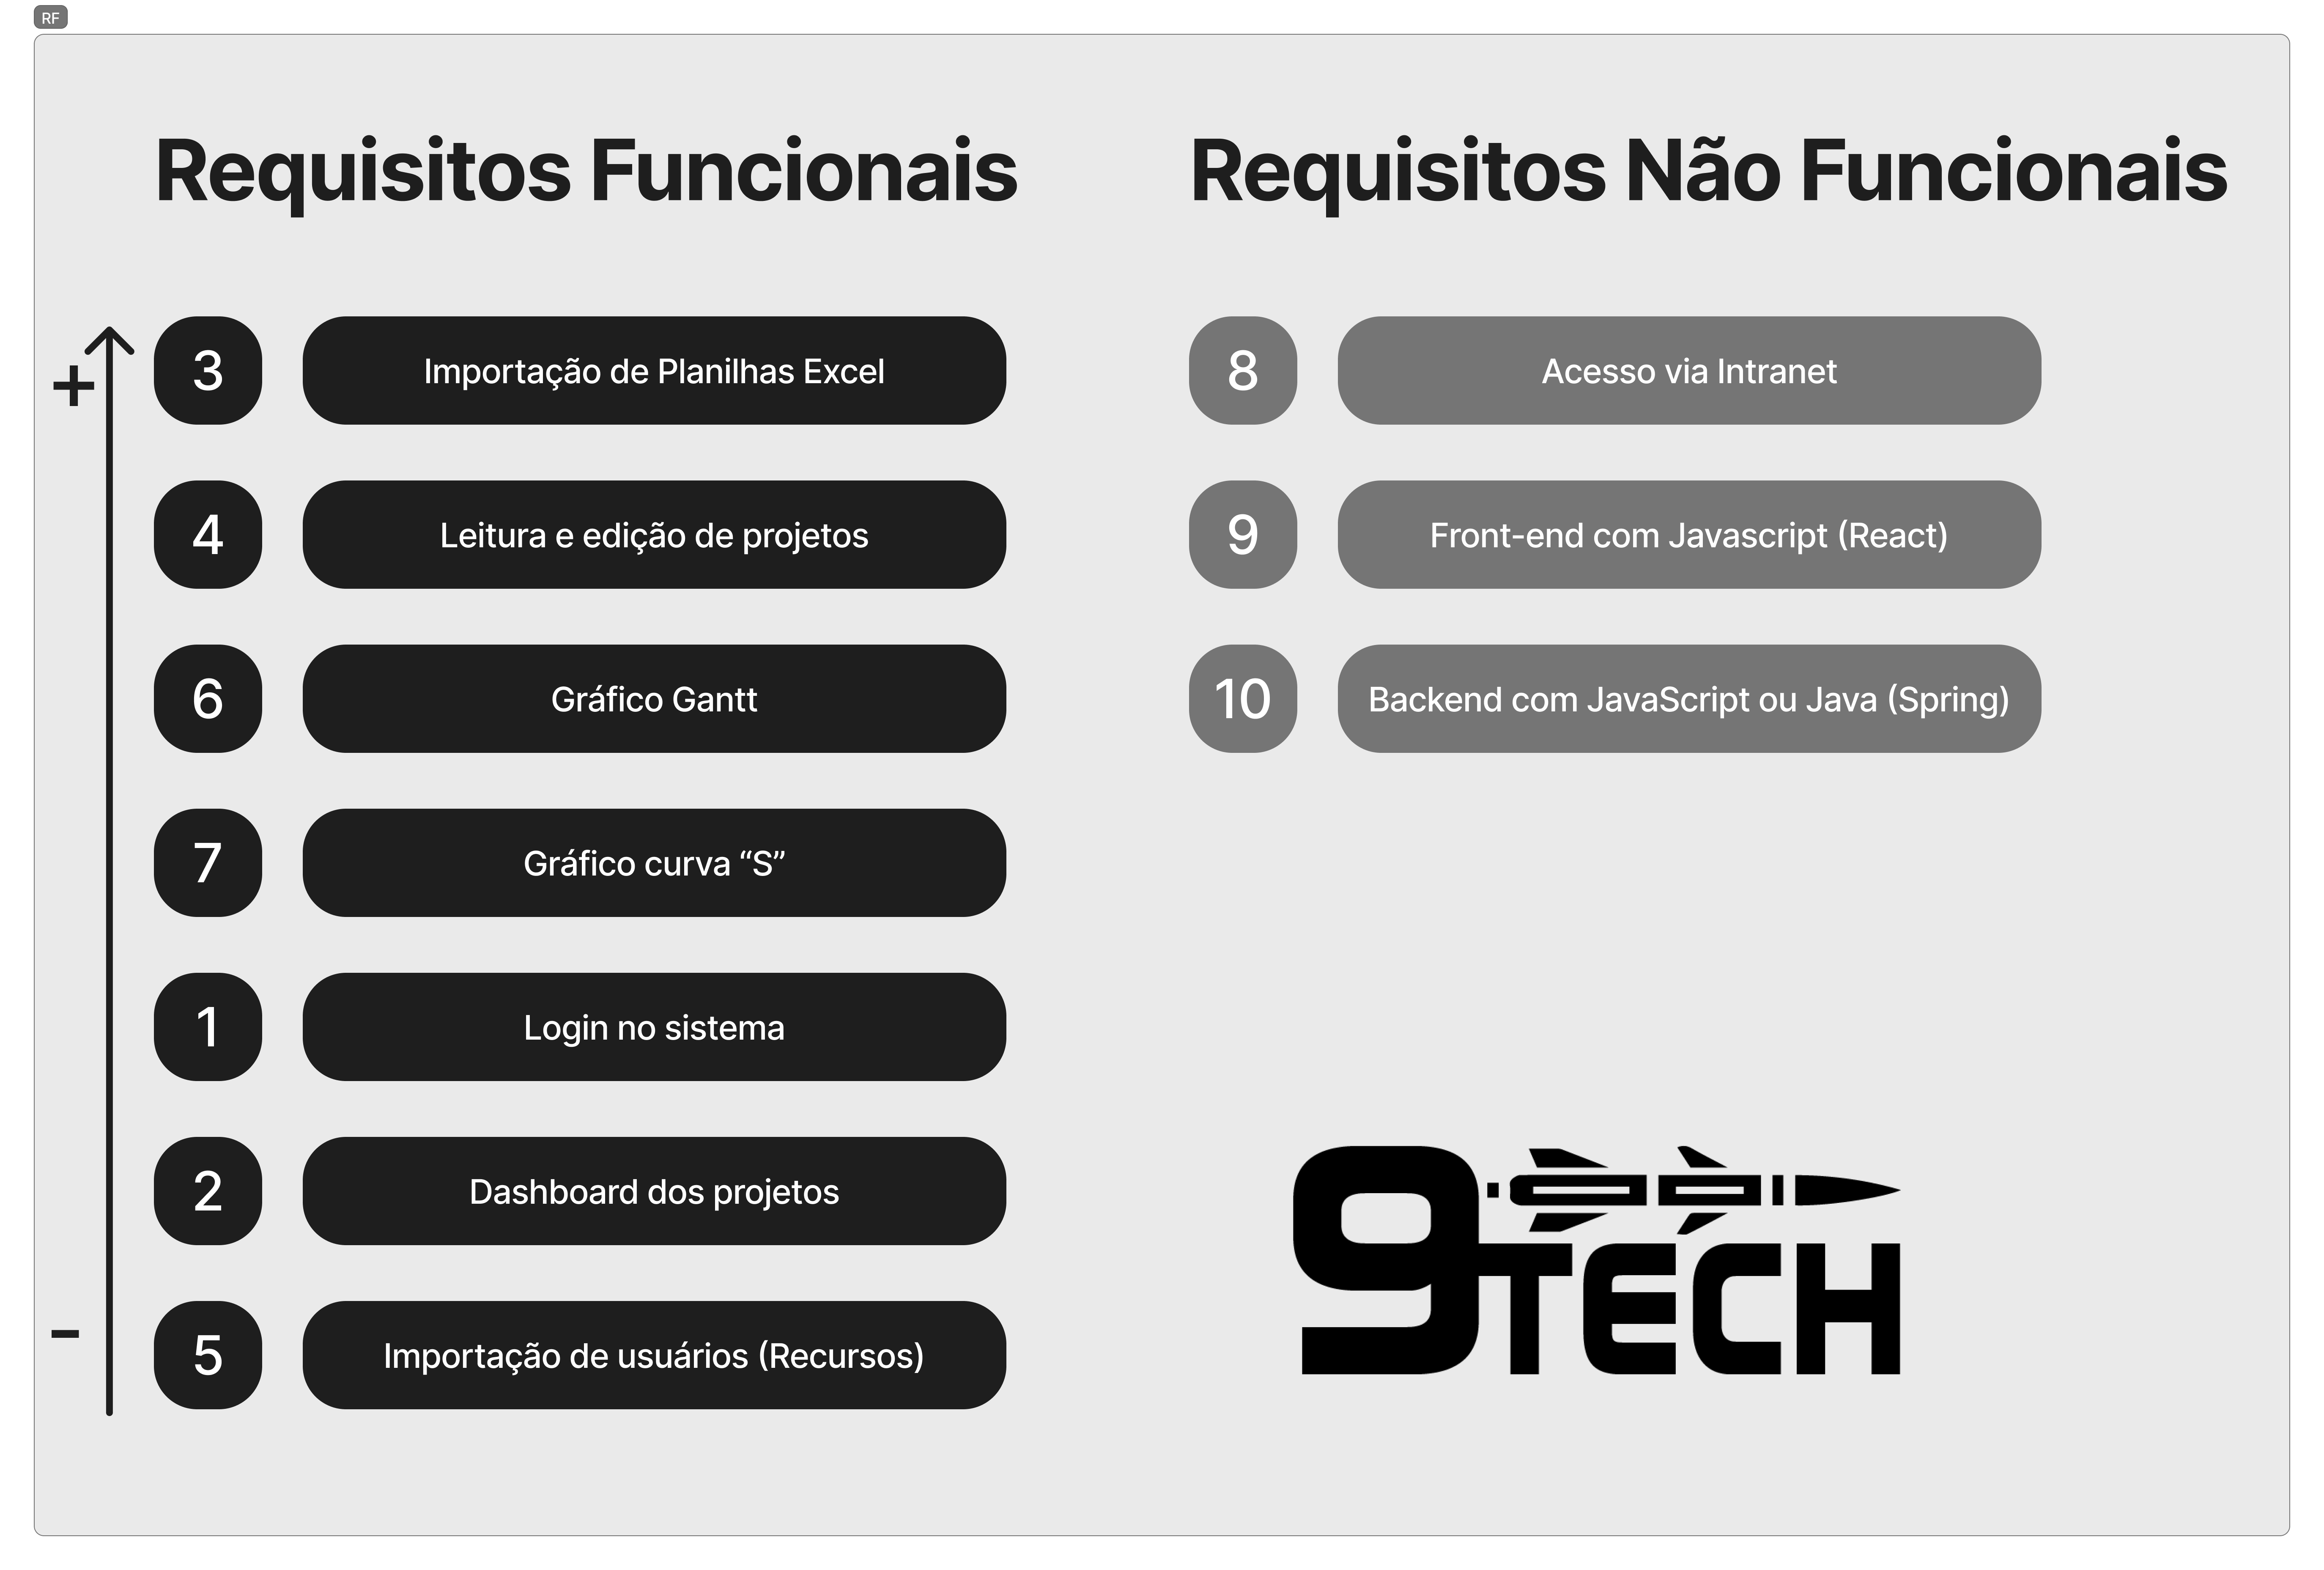 RF
Requisitos Funcionais
+
3
Importação de Planilhas Excel
4
Leitura e edição de projetos
6
Gráfico Gantt
7
Gráfico curva “S”
1
Login no sistema
2
Dashboard dos projetos
-
5
Importação de usuários (Recursos)
Requisitos Não Funcionais
8
Acesso via Intranet
9
Front-end com Javascript (React)
10
Backend com JavaScript ou Java (Spring)
9TECH